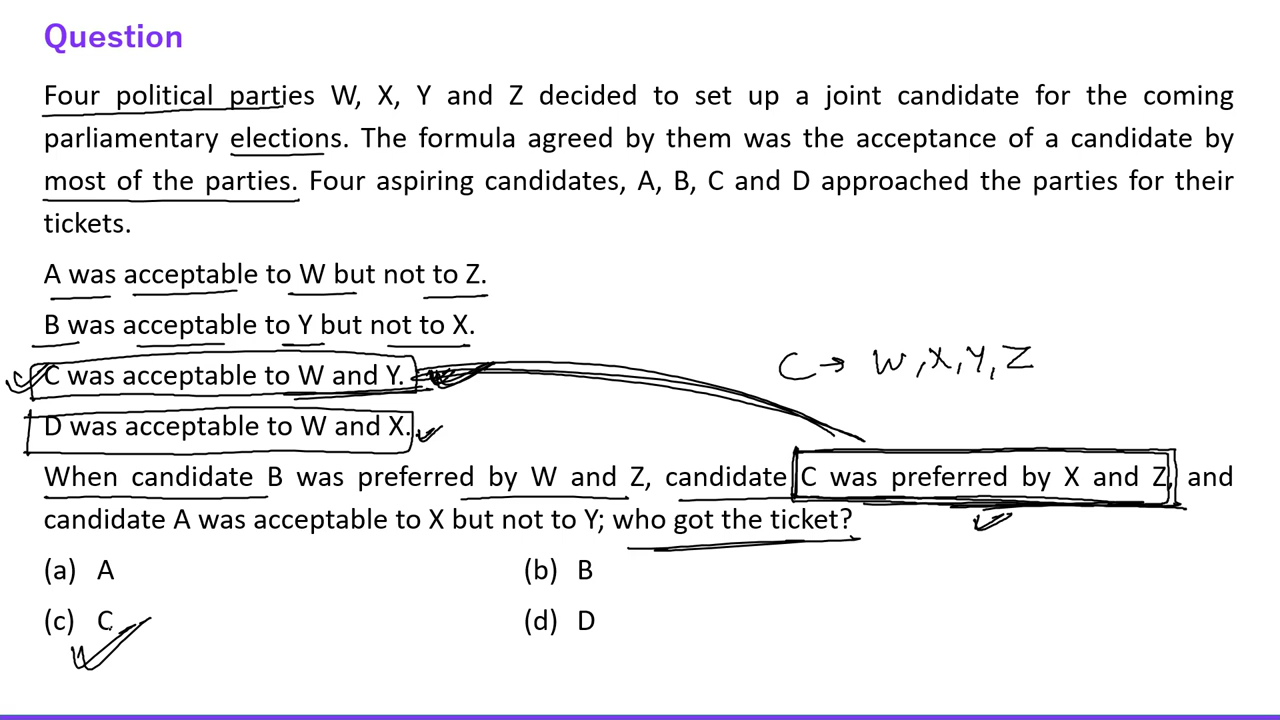 Question
Four political parties W, X, Y and Z decided to set up a joint candidate for the coming
parliamentary elections. The formula agreed by them was the acceptance of a candidate by
most of the parties. Four aspiring candidates, A, B, C and D approached the parties for their
tickets.
A was acceptable to W but not to Z.
B was acceptable to Y but not to X.
C → W, X, Y, Z
C was acceptable to W and Y.
D was acceptable to W and X.
When candidate B was preferred by W and Z, candidate C was preferred by X and Z, and
candidate A was acceptable to X but not to Y; who got the ticket?
(a) A (b) B
(c) C (d) D